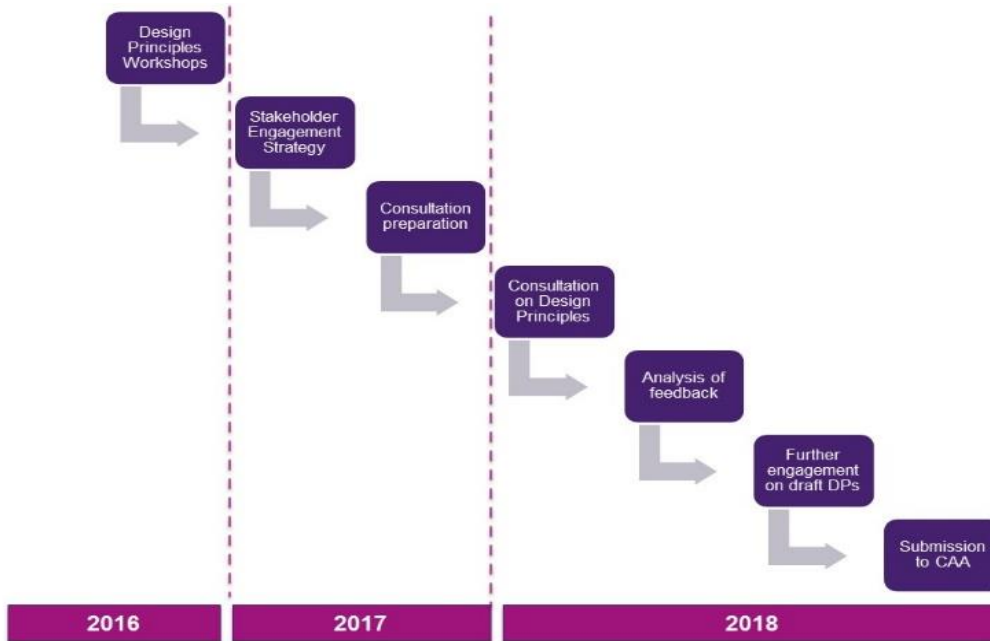 Design
Principles
Workshops
Stakeholder
Engagement
Strategy
Consultation
preparation
Consultation
on Design
Principles
Analysis of
feedback
Further
engagement
on draft DPs
Submission
to CAA
2016
2017
2018